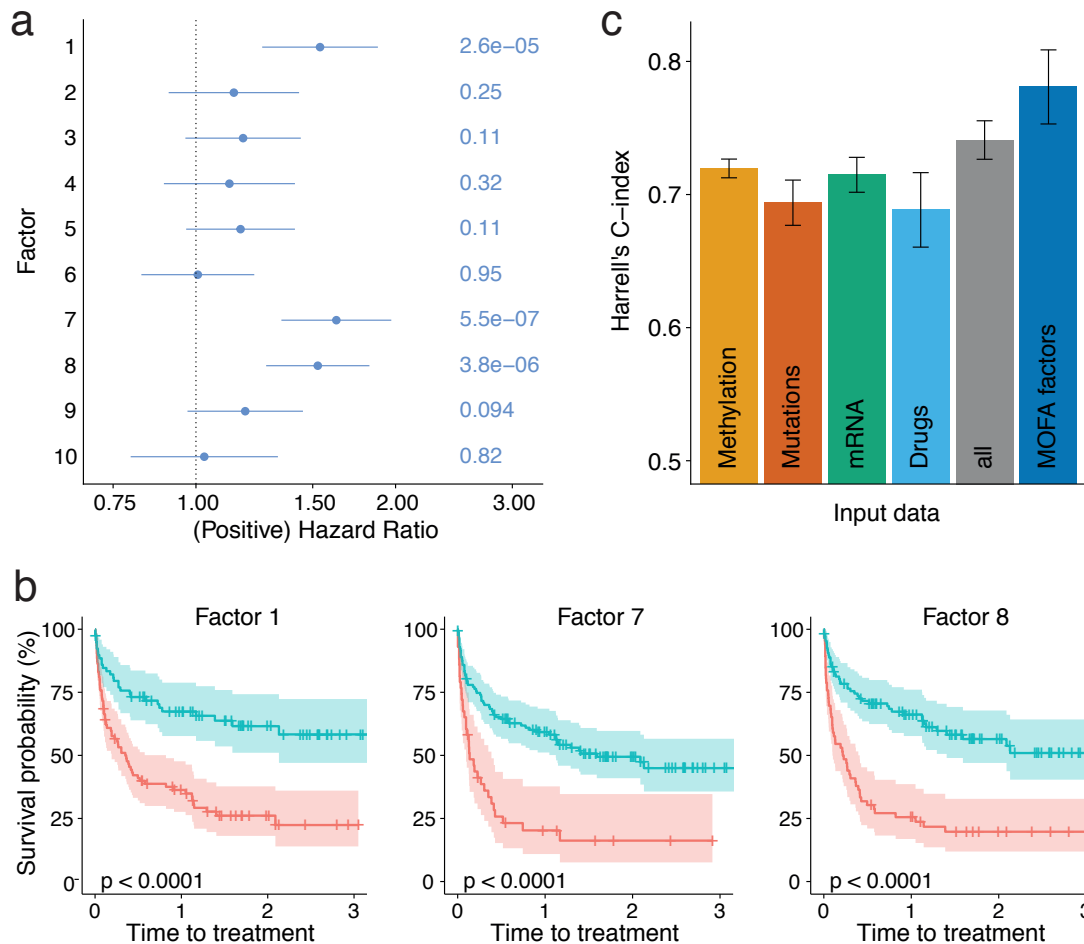 a
Factor
1 2.6e−05
2 0.25
3 0.11
4 0.32
5 0.11
6 0.95
7 5.5e−07
8 3.8e−06
9 0.094
10 0.82
0.75 1.00 1.50 2.00 3.00
(Positive) Hazard Ratio
c
Harrell's C−index
0.8
0.7
0.6
0.5
Methylation
Mutations
mRNA
Drugs
all
MOFA factors
Input data
b
Survival probability (%)
Factor 1
100
75
50
25
0
p < 0.0001
0 1 2 3
Time to treatment
Factor 7
100
75
50
25
0
p < 0.0001
0 1 2 3
Time to treatment
Factor 8
100
75
50
25
0
p < 0.0001
0 1 2 3
Time to treatment